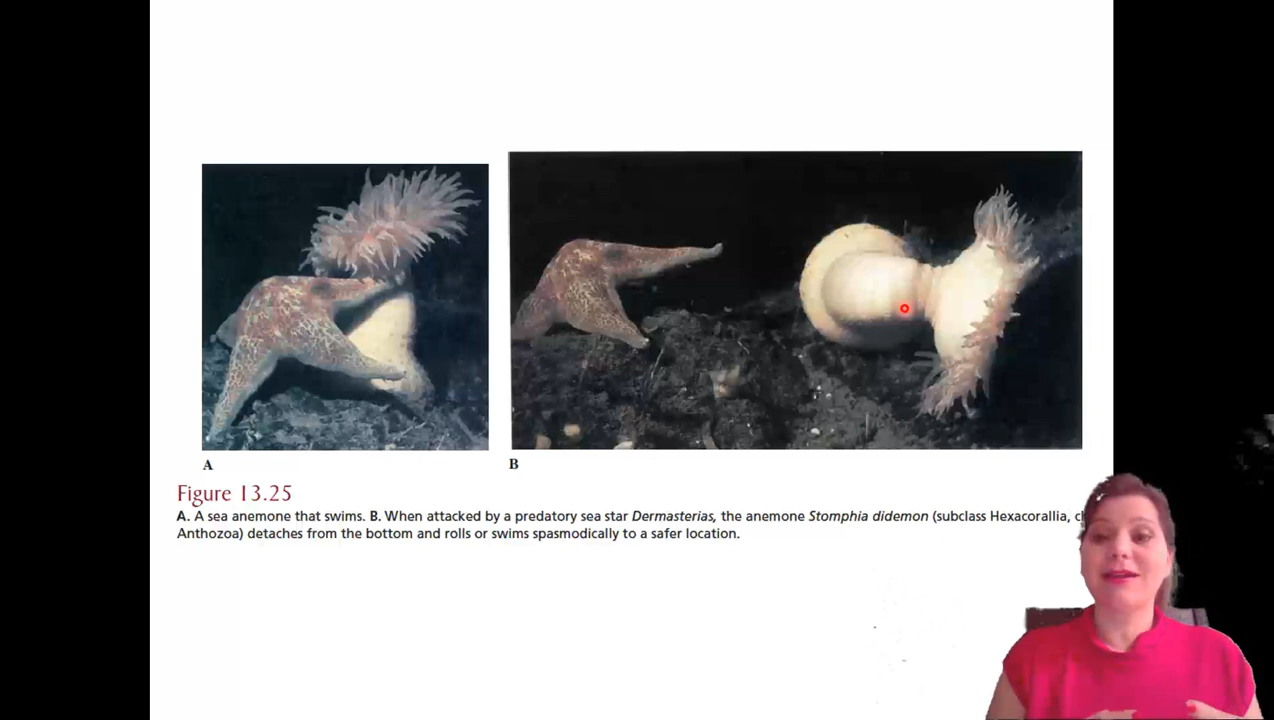 A
B
Figure 13.25
A. A sea anemone that swims. B. When attacked by a predatory sea star Dermasterias, the anemone Stomphia didemon (subclass Hexacorallia,
Anthozoa) detaches from the bottom and rolls or swims spasmodically to a safer location.